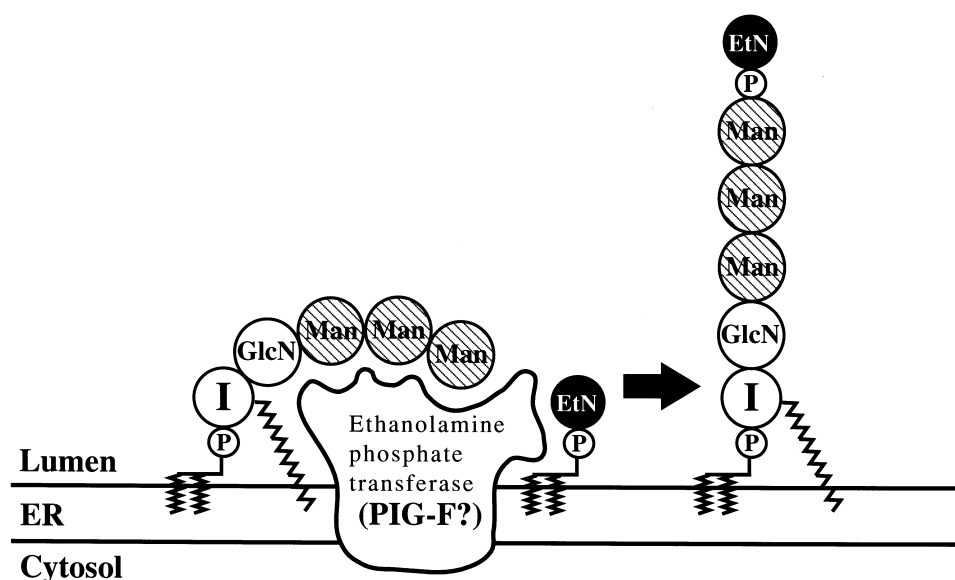 EtN
P
Man
Man
Man
GlcN
I
P
Man
Man
Man
GlcN
I
P
EtN
P
Ethanolamine
phosphate
transferase
(PIG-F?)
Lumen
ER
Cytosol